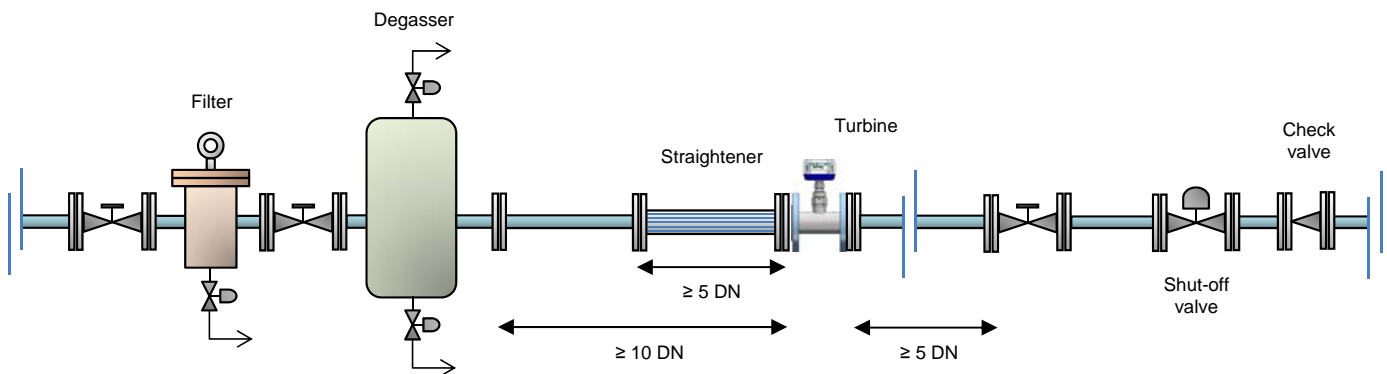 Degasser
Filter
Turbine
Straightener
Check
valve
≥ 5 DN
Shut-off
valve
≥ 10 DN
≥ 5 DN